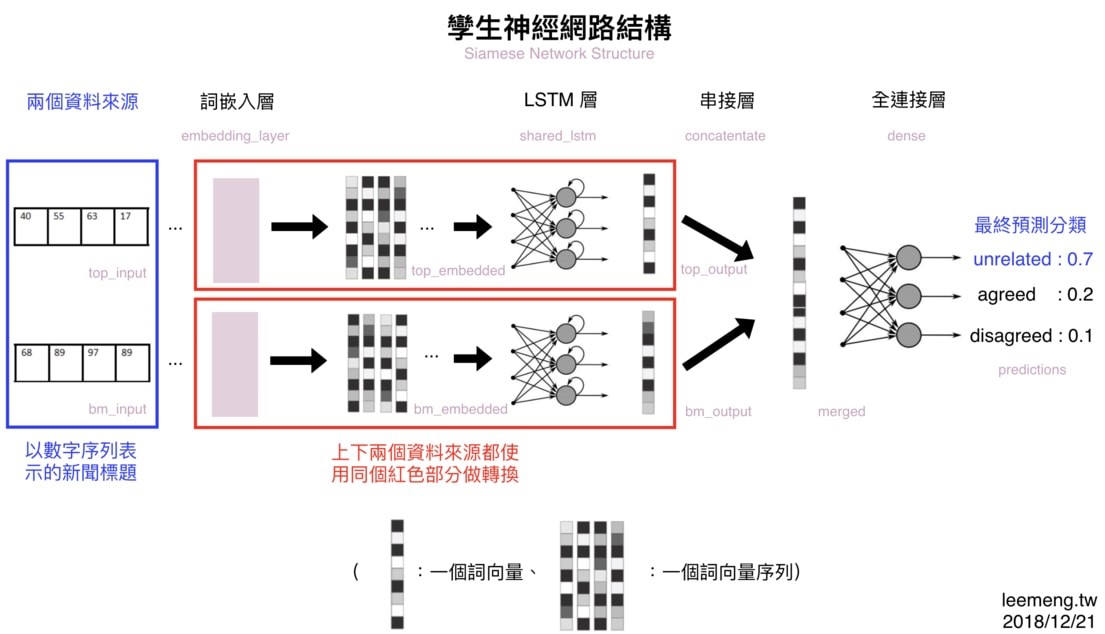 孿生神經網路結構
Siamese Network Structure
兩個資料來源
詞嵌入層
LSTM 層
串接層
全連接層
embedding_layer
shared_lstm
concatentate
dense
40 55 63 17 ...
...
top_input
top_embedded
top_output
最終預測分類
unrelated : 0.7
agreed : 0.2
disagreed : 0.1
predictions
68 89 97 89 ...
...
bm_input
bm_embedded
bm_output
merged
以數字序列表
示的新聞標題
上下兩個資料來源都使
用同個紅色部分做轉換
( ：一個詞向量、 ：一個詞向量序列)
leemeng.tw
2018/12/21